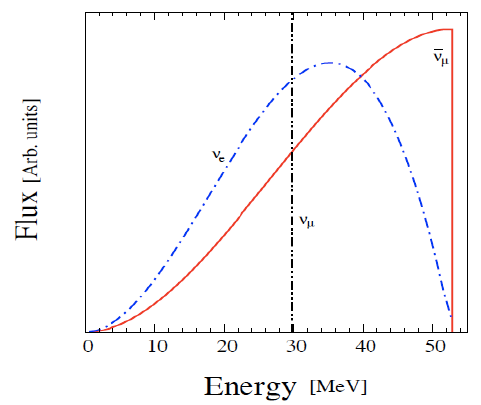 Flux [Arb. units]
ν̄μ
νe
νμ
0 10 20 30 40 50
Energy [MeV]